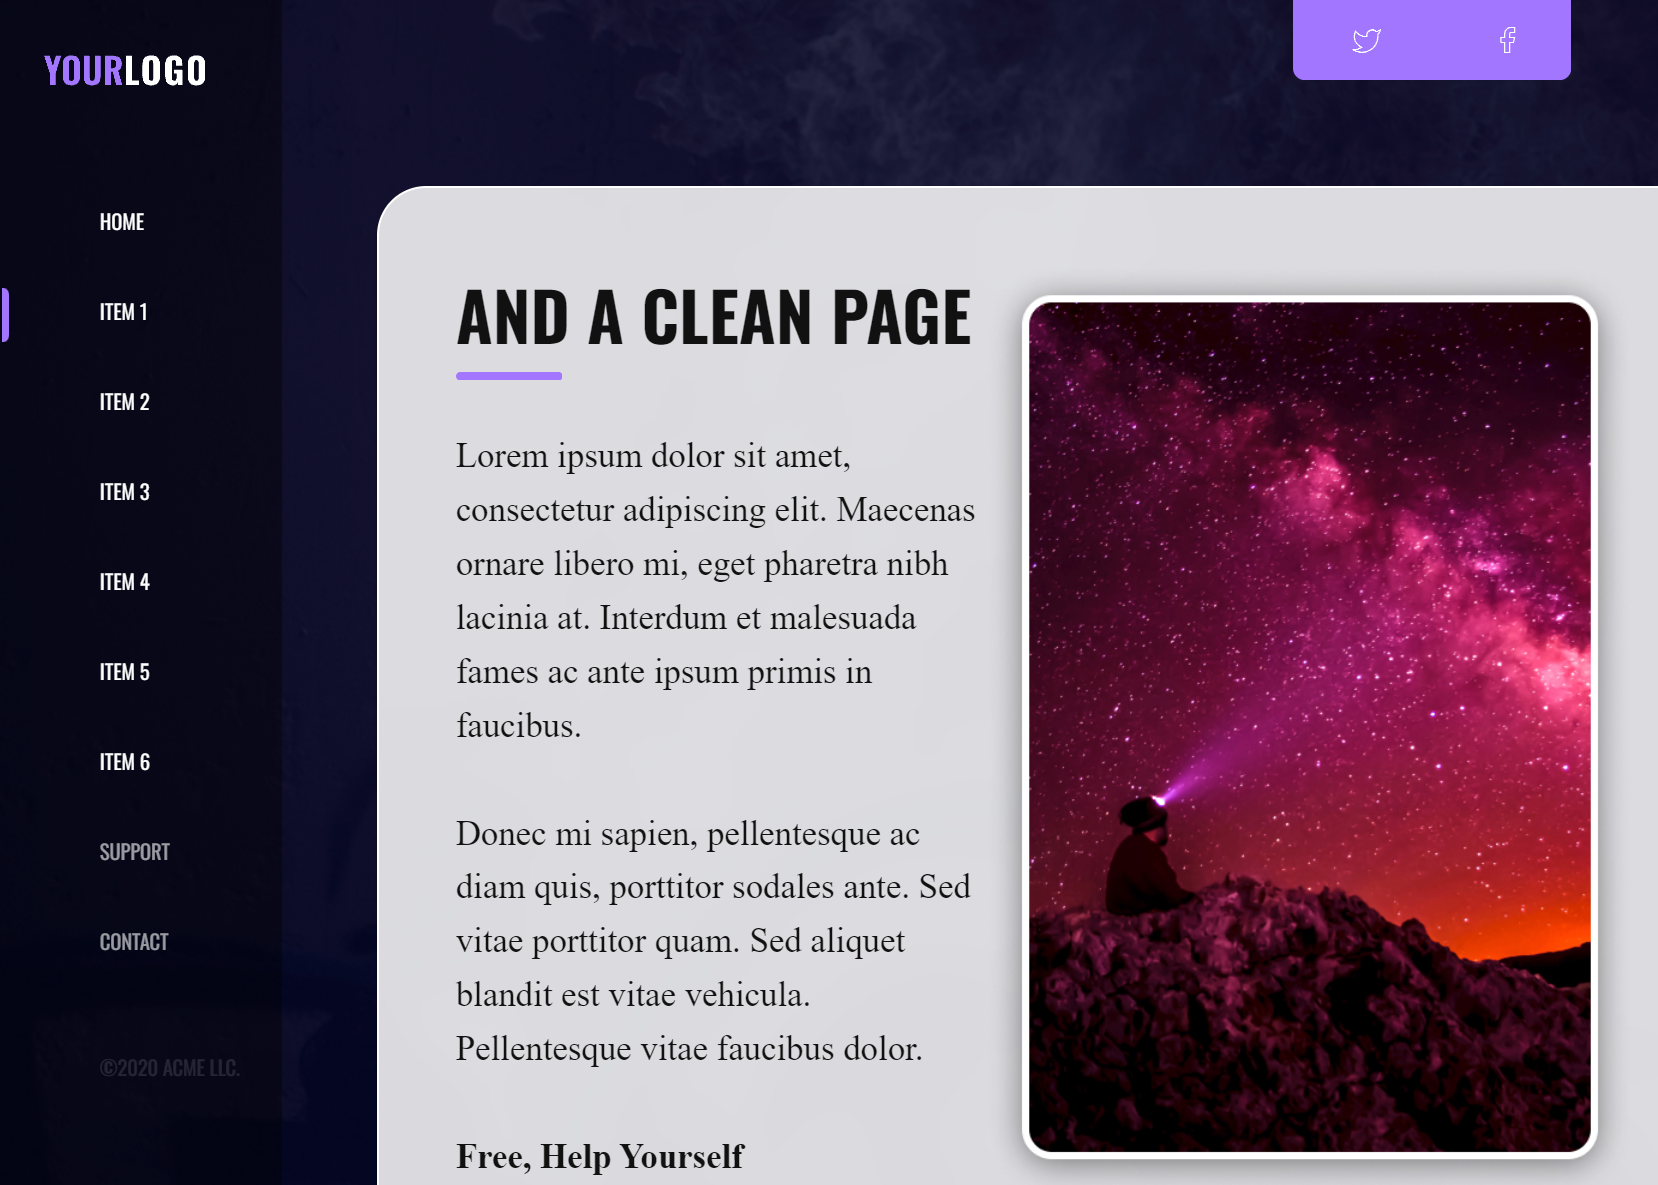 YOURLOGO
HOME
ITEM 1
ITEM 2
ITEM 3
ITEM 4
ITEM 5
ITEM 6
SUPPORT
CONTACT
©2020 ACME LLC.
AND A CLEAN PAGE
Lorem ipsum dolor sit amet,
consectetur adipiscing elit. Maecenas
ornare libero mi, eget pharetra nibh
lacinia at. Interdum et malesuada
fames ac ante ipsum primis in
faucibus.
Donec mi sapien, pellentesque ac
diam quis, porttitor sodales ante. Sed
vitae porttitor quam. Sed aliquet
blandit est vitae vehicula.
Pellentesque vitae faucibus dolor.
Free, Help Yourself